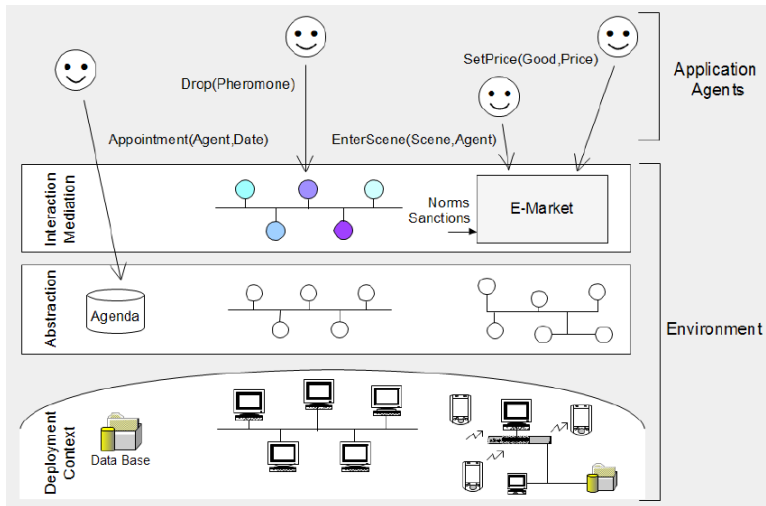 SetPrice(Good,Price)
Drop(Pheromone)
Application
Agents
Appointment(Agent,Date)
EnterScene(Scene,Agent)
Interaction
Mediation
Norms
Sanctions
E-Market
Abstraction
Agenda
Environment
Deployment
Context
Data Base